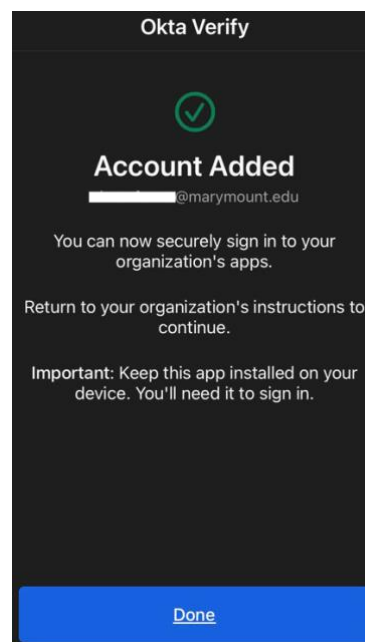 Okta Verify
Account Added
@marymount.edu
You can now securely sign in to your
organization's apps.
Return to your organization's instructions to
continue.
Important: Keep this app installed on your
device. You'll need it to sign in.
Done